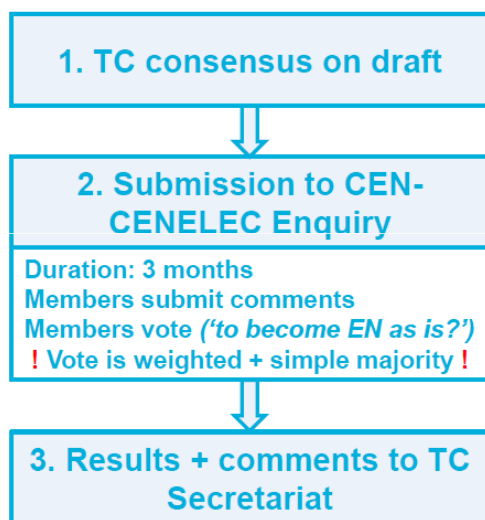 1. TC consensus on draft
2. Submission to CEN-
CENELEC Enquiry
Duration: 3 months
Members submit comments
Members vote (‘to become EN as is?’)
! Vote is weighted + simple majority !
3. Results + comments to TC
Secretariat